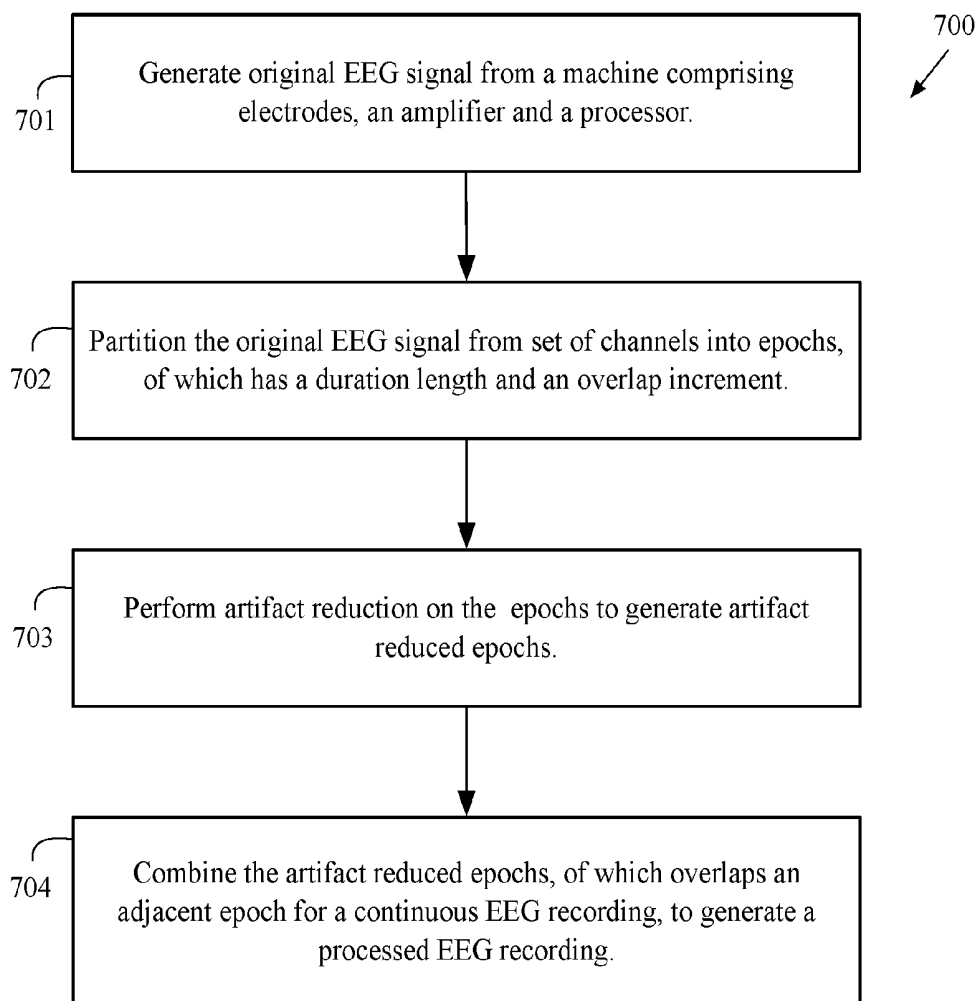 700
Generate original EEG signal from a machine comprising
electrodes, an amplifier and a processor.
701
Partition the original EEG signal from set of channels into epochs,
of which has a duration length and an overlap increment.
702
Perform artifact reduction on the epochs to generate artifact
reduced epochs.
703
Combine the artifact reduced epochs, of which overlaps an
adjacent epoch for a continuous EEG recording, to generate a
processed EEG recording.
704